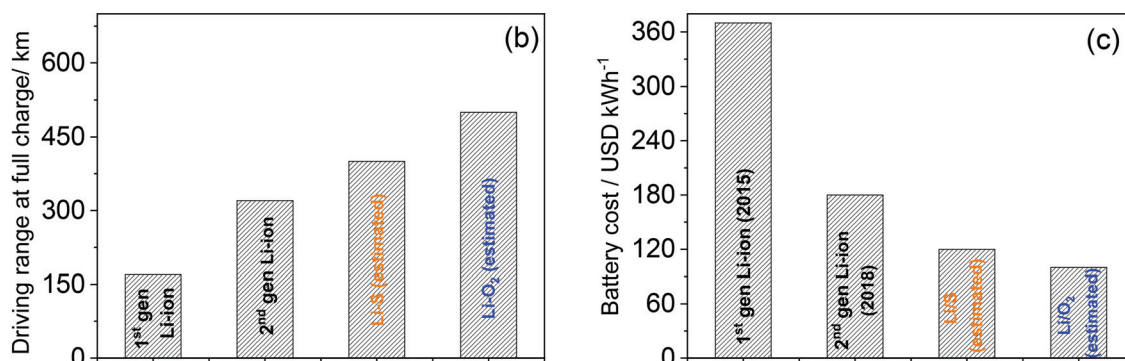 Driving range at full charge/ km
600
450
300
150
0
(b)
1st gen
Li-ion
2nd gen Li-ion
Li-S (estimated)
Li-O2 (estimated)
Battery cost / USD kWh-1
360
300
240
180
120
60
0
(c)
1st gen Li-ion (2015)
2nd gen Li-ion
(2018)
Li/S
(estimated)
Li/O2
(estimated)